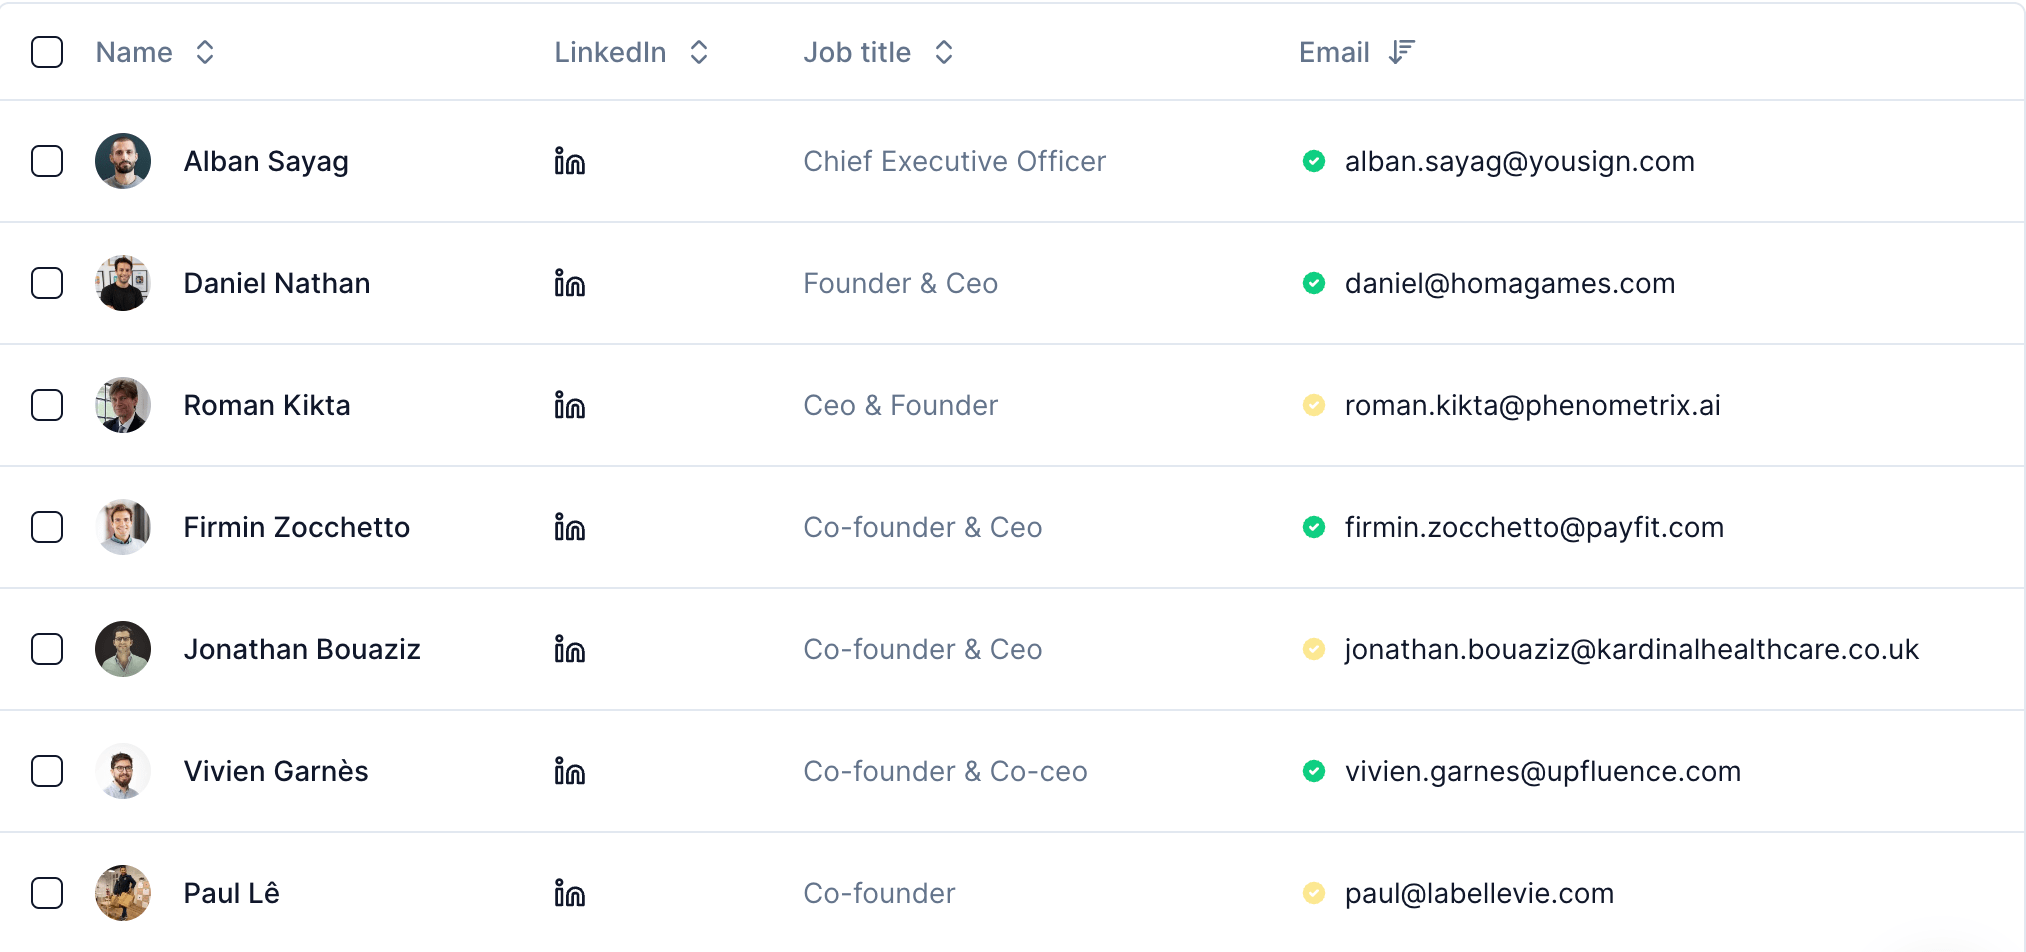 Name LinkedIn Job title Email
Alban Sayag in Chief Executive Officer alban.sayag@yousign.com
Daniel Nathan in Founder & Ceo daniel@homagames.com
Roman Kikta in Ceo & Founder roman.kikta@phenometrix.ai
Firmin Zocchetto in Co-founder & Ceo firmin.zocchetto@payfit.com
Jonathan Bouaziz in Co-founder & Ceo jonathan.bouaziz@kardinalhealthcare.co.uk
Vivien Garnès in Co-founder & Co-ceo vivien.garnes@upfluence.com
Paul Lê in Co-founder paul@labellevie.com